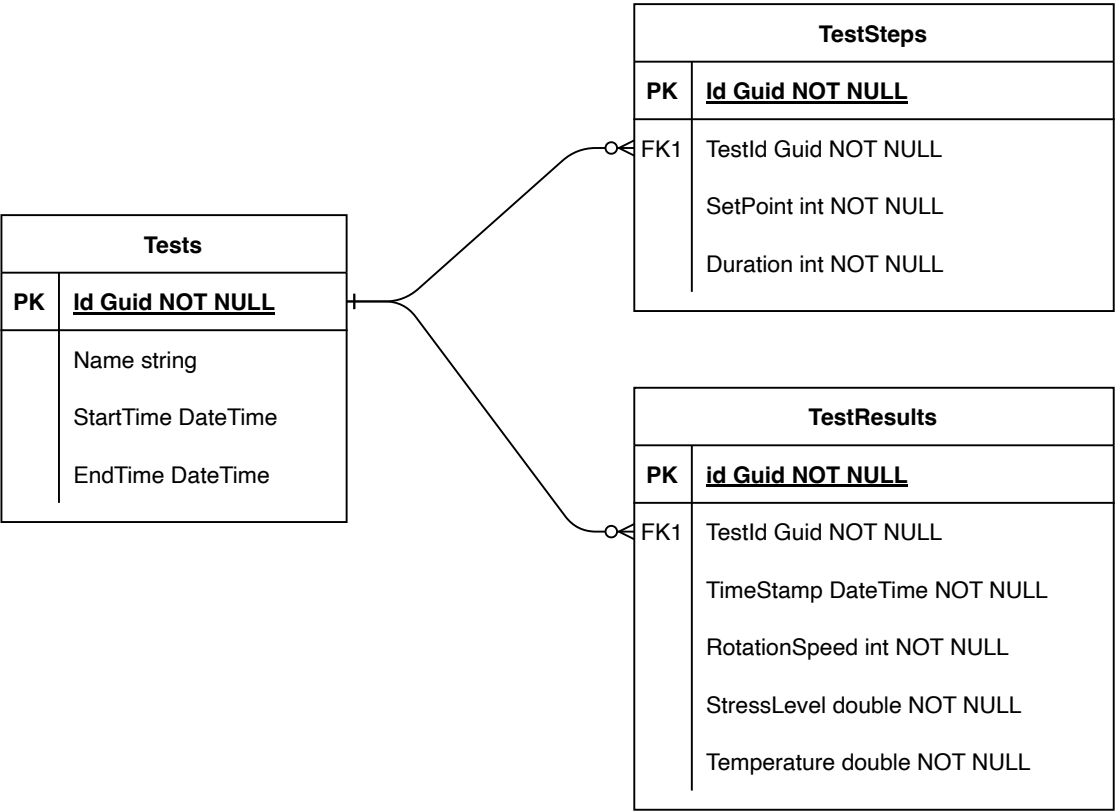 Tests
PK Id Guid NOT NULL
Name string
StartTime DateTime
EndTime DateTime
TestSteps
PK Id Guid NOT NULL
FK1 TestId Guid NOT NULL
SetPoint int NOT NULL
Duration int NOT NULL
TestResults
PK id Guid NOT NULL
FK1 TestId Guid NOT NULL
TimeStamp DateTime NOT NULL
RotationSpeed int NOT NULL
StressLevel double NOT NULL
Temperature double NOT NULL